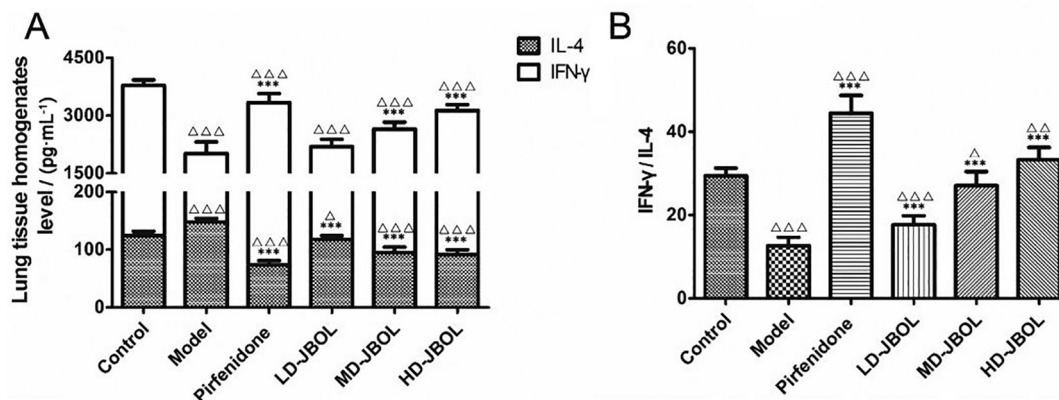 A
IL-4
IFN-γ
Lung tissue homogenates
level / (pg·mL⁻¹)
4500
3000
1500
200
100
0
△△△
△△△
***
△△△
△△△
***
△△△
***
△△△
△△△
***
△
***
△△△
***
△△△
***
Control
Model
Pirfenidone
LD-JBOL
MD-JBOL
HD-JBOL
B
IFN-γ / IL-4
60
40
20
0
△△△
△△△
***
△△△
***
△
***
△△
***
Control
Model
Pirfenidone
LD-JBOL
MD-JBOL
HD-JBOL